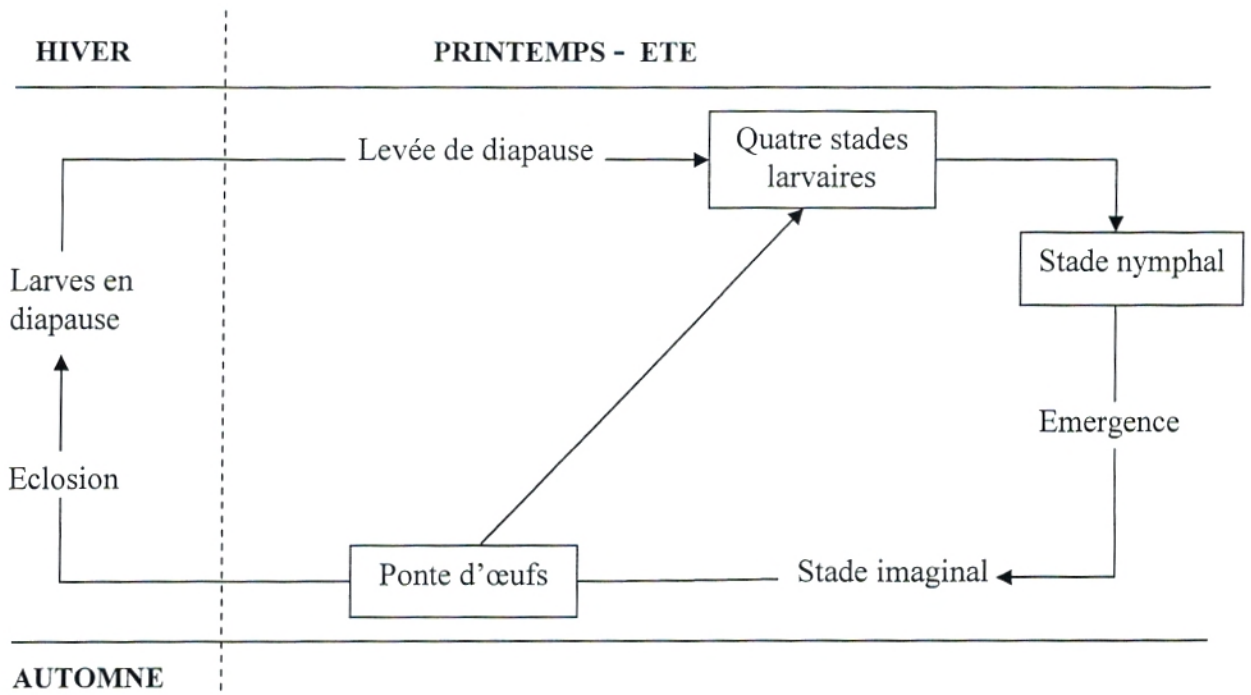 HIVER
PRINTEMPS - ETE
Levée de diapause
Quatre stades
larvaires
Stade nymphal
Larves en
diapause
Emergence
Eclosion
Ponte d'œufs
Stade imaginal
AUTOMNE